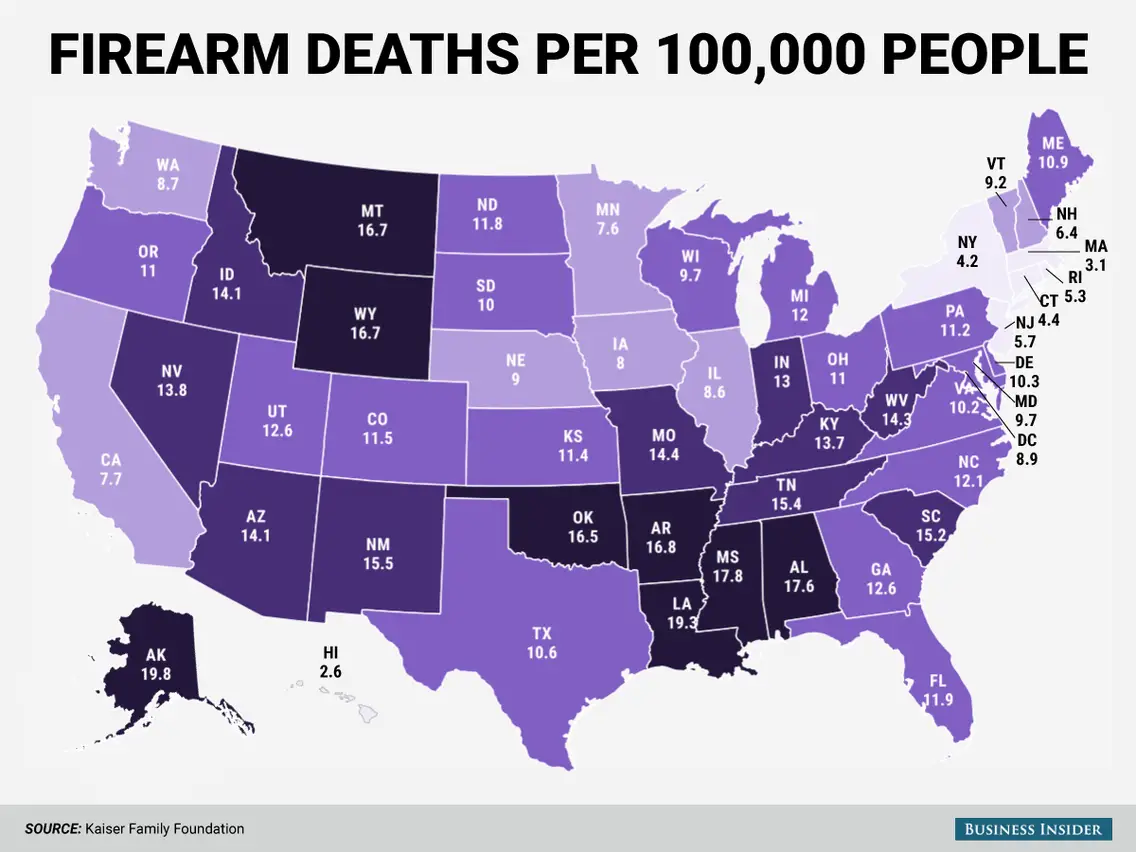 FIREARM DEATHS PER 100,000 PEOPLE
WA
8.7
MT
16.7
ND
11.8
MN
7.6
VT
9.2
ME
10.9
NH
6.4
MA
3.1
RI
5.3
CT
4.4
NY
4.2
NJ
5.7
OR
11
ID
14.1
WY
16.7
SD
10
WI
9.7
MI
12
PA
11.2
DE
10.3
MD
9.7
DC
8.9
NV
13.8
UT
12.6
CO
11.5
NE
9
IA
8
IL
8.6
IN
13
OH
11
WV
14.3
VA
10.2
CA
7.7
KS
11.4
MO
14.4
KY
13.7
NC
12.1
AZ
14.1
NM
15.5
OK
16.5
AR
16.8
TN
15.4
SC
15.2
MS
17.8
AL
17.6
GA
12.6
LA
19.3
TX
10.6
FL
11.9
AK
19.8
HI
2.6
SOURCE: Kaiser Family Foundation
BUSINESS INSIDER